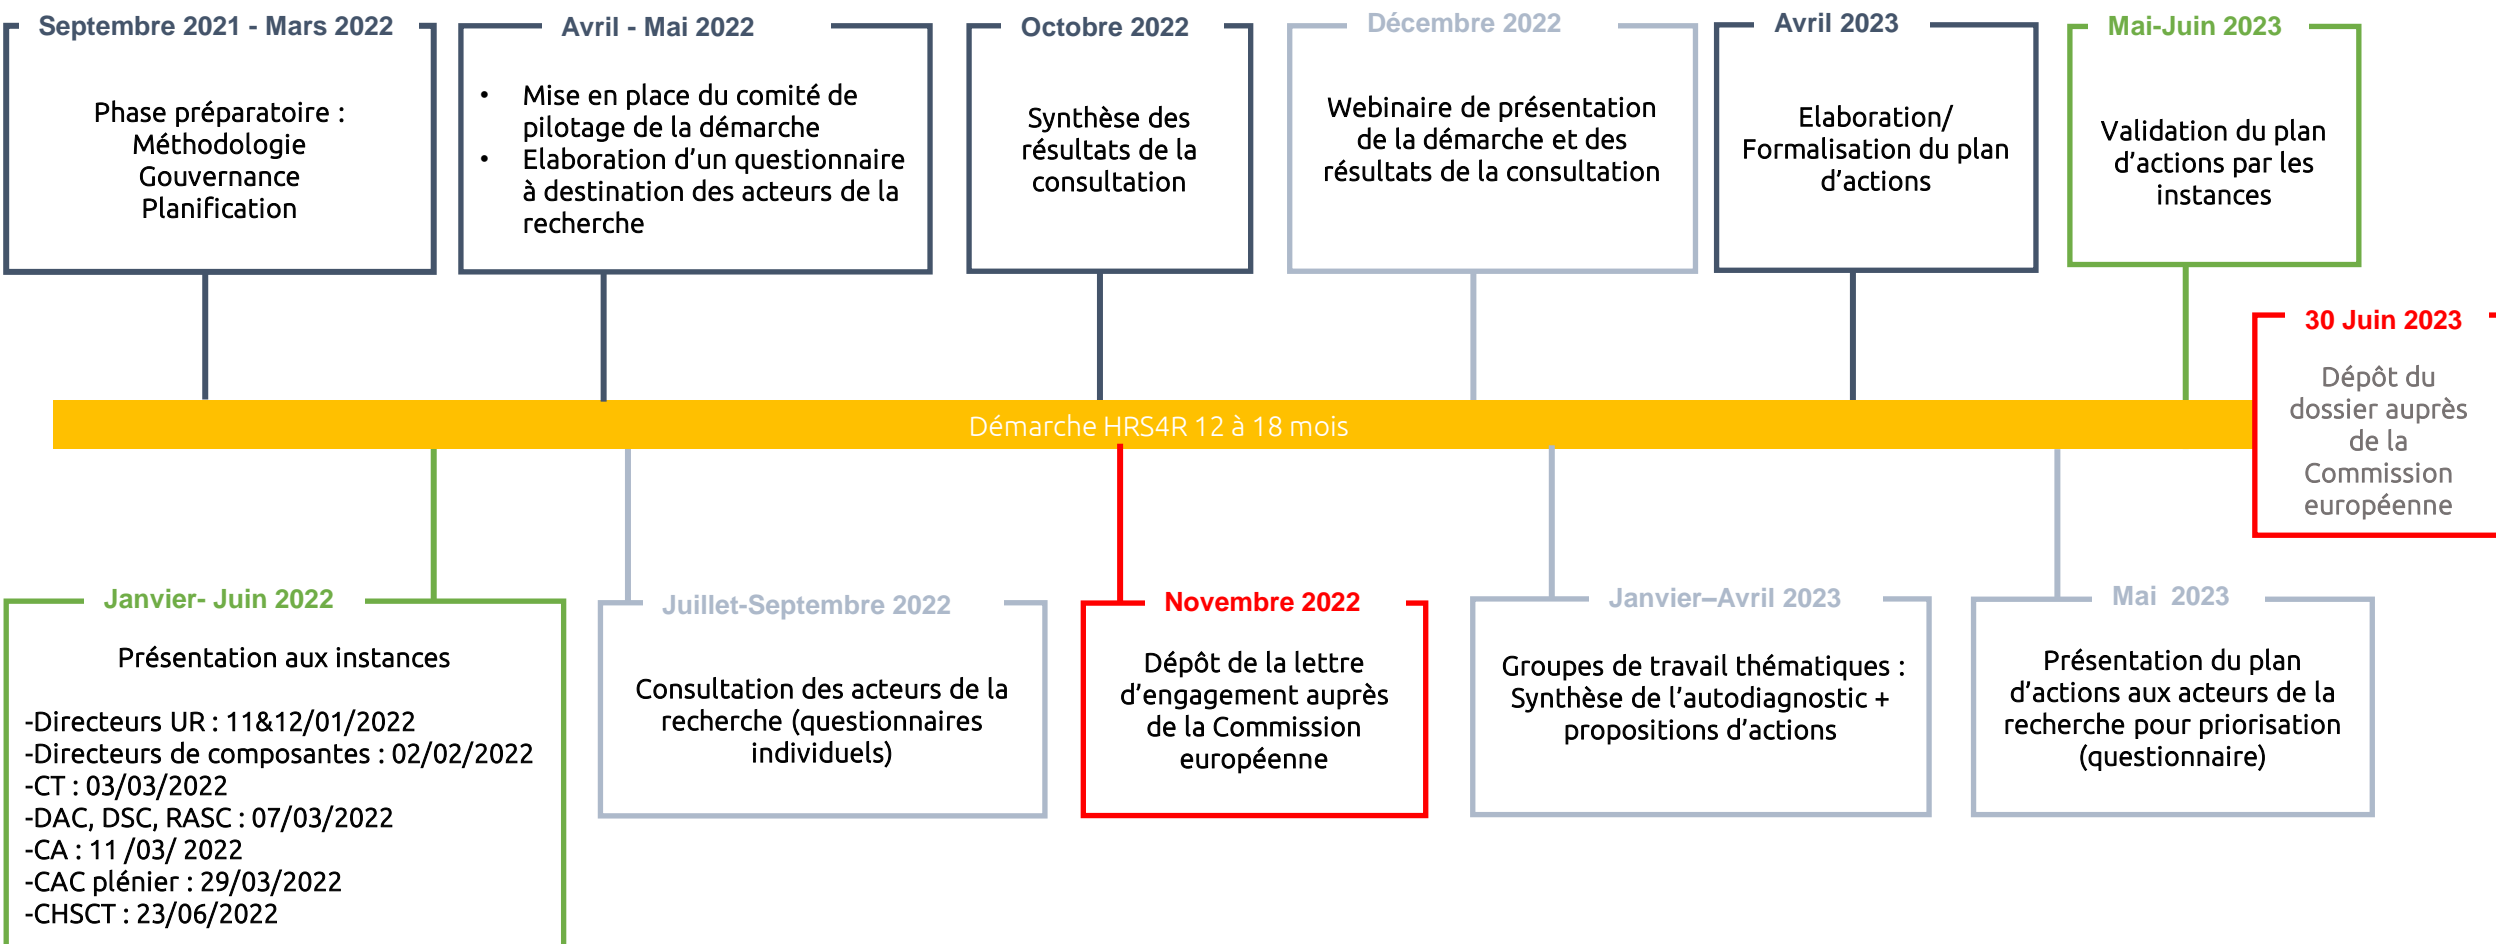 Septembre 2021 - Mars 2022
Phase préparatoire :
Méthodologie
Gouvernance
Planification
Avril - Mai 2022
• Mise en place du comité de
pilotage de la démarche
• Elaboration d’un questionnaire
à destination des acteurs de la
recherche
Octobre 2022
Synthèse des
résultats de la
consultation
Décembre 2022
Webinaire de présentation
de la démarche et des
résultats de la consultation
Avril 2023
Elaboration/
Formalisation du plan
d’actions
Mai-Juin 2023
Validation du plan
d’actions par les
instances
30 Juin 2023
Dépôt du
dossier auprès
de la
Commission
européenne
Démarche HRS4R 12 à 18 mois
Janvier- Juin 2022
Présentation aux instances
-Directeurs UR : 11&12/01/2022
-Directeurs de composantes : 02/02/2022
-CT : 03/03/2022
-DAC, DSC, RASC : 07/03/2022
-CA : 11 /03/ 2022
-CAC plénier : 29/03/2022
-CHSCT : 23/06/2022
Juillet-Septembre 2022
Consultation des acteurs de la
recherche (questionnaires
individuels)
Novembre 2022
Dépôt de la lettre
d’engagement auprès
de la Commission
européenne
Janvier–Avril 2023
Groupes de travail thématiques :
Synthèse de l’autodiagnostic +
propositions d’actions
Mai  2023
Présentation du plan
d’actions aux acteurs de la
recherche pour priorisation
(questionnaire)